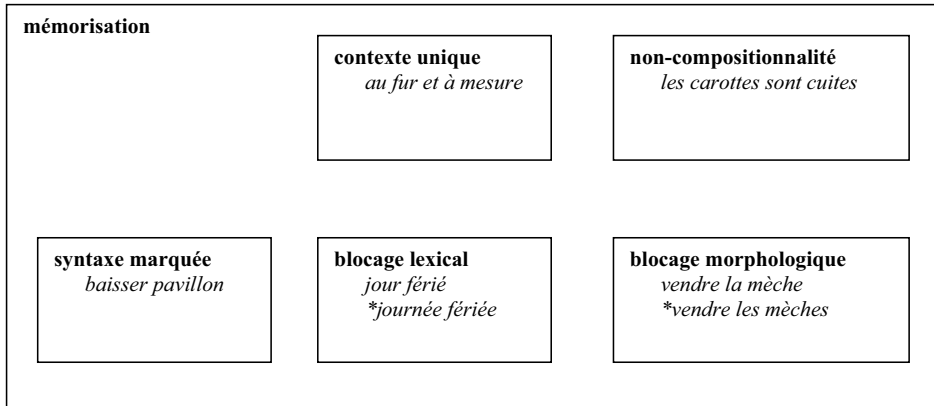 mémorisation
contexte unique
au fur et à mesure
non-compositionnalité
les carottes sont cuites
syntaxe marquée
baisser pavillon
blocage lexical
jour férié
*journée fériée
blocage morphologique
vendre la mèche
*vendre les mèches